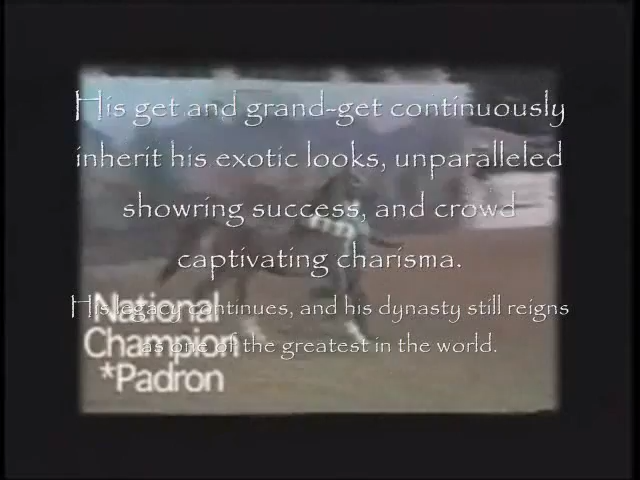 His get and grand-get continuously
inherit his exotic looks, unparalleled
showring success, and crowd
captivating charisma.
His legacy continues, and his dynasty still reigns
as one of the greatest in the world.
National
Champion
*Padron